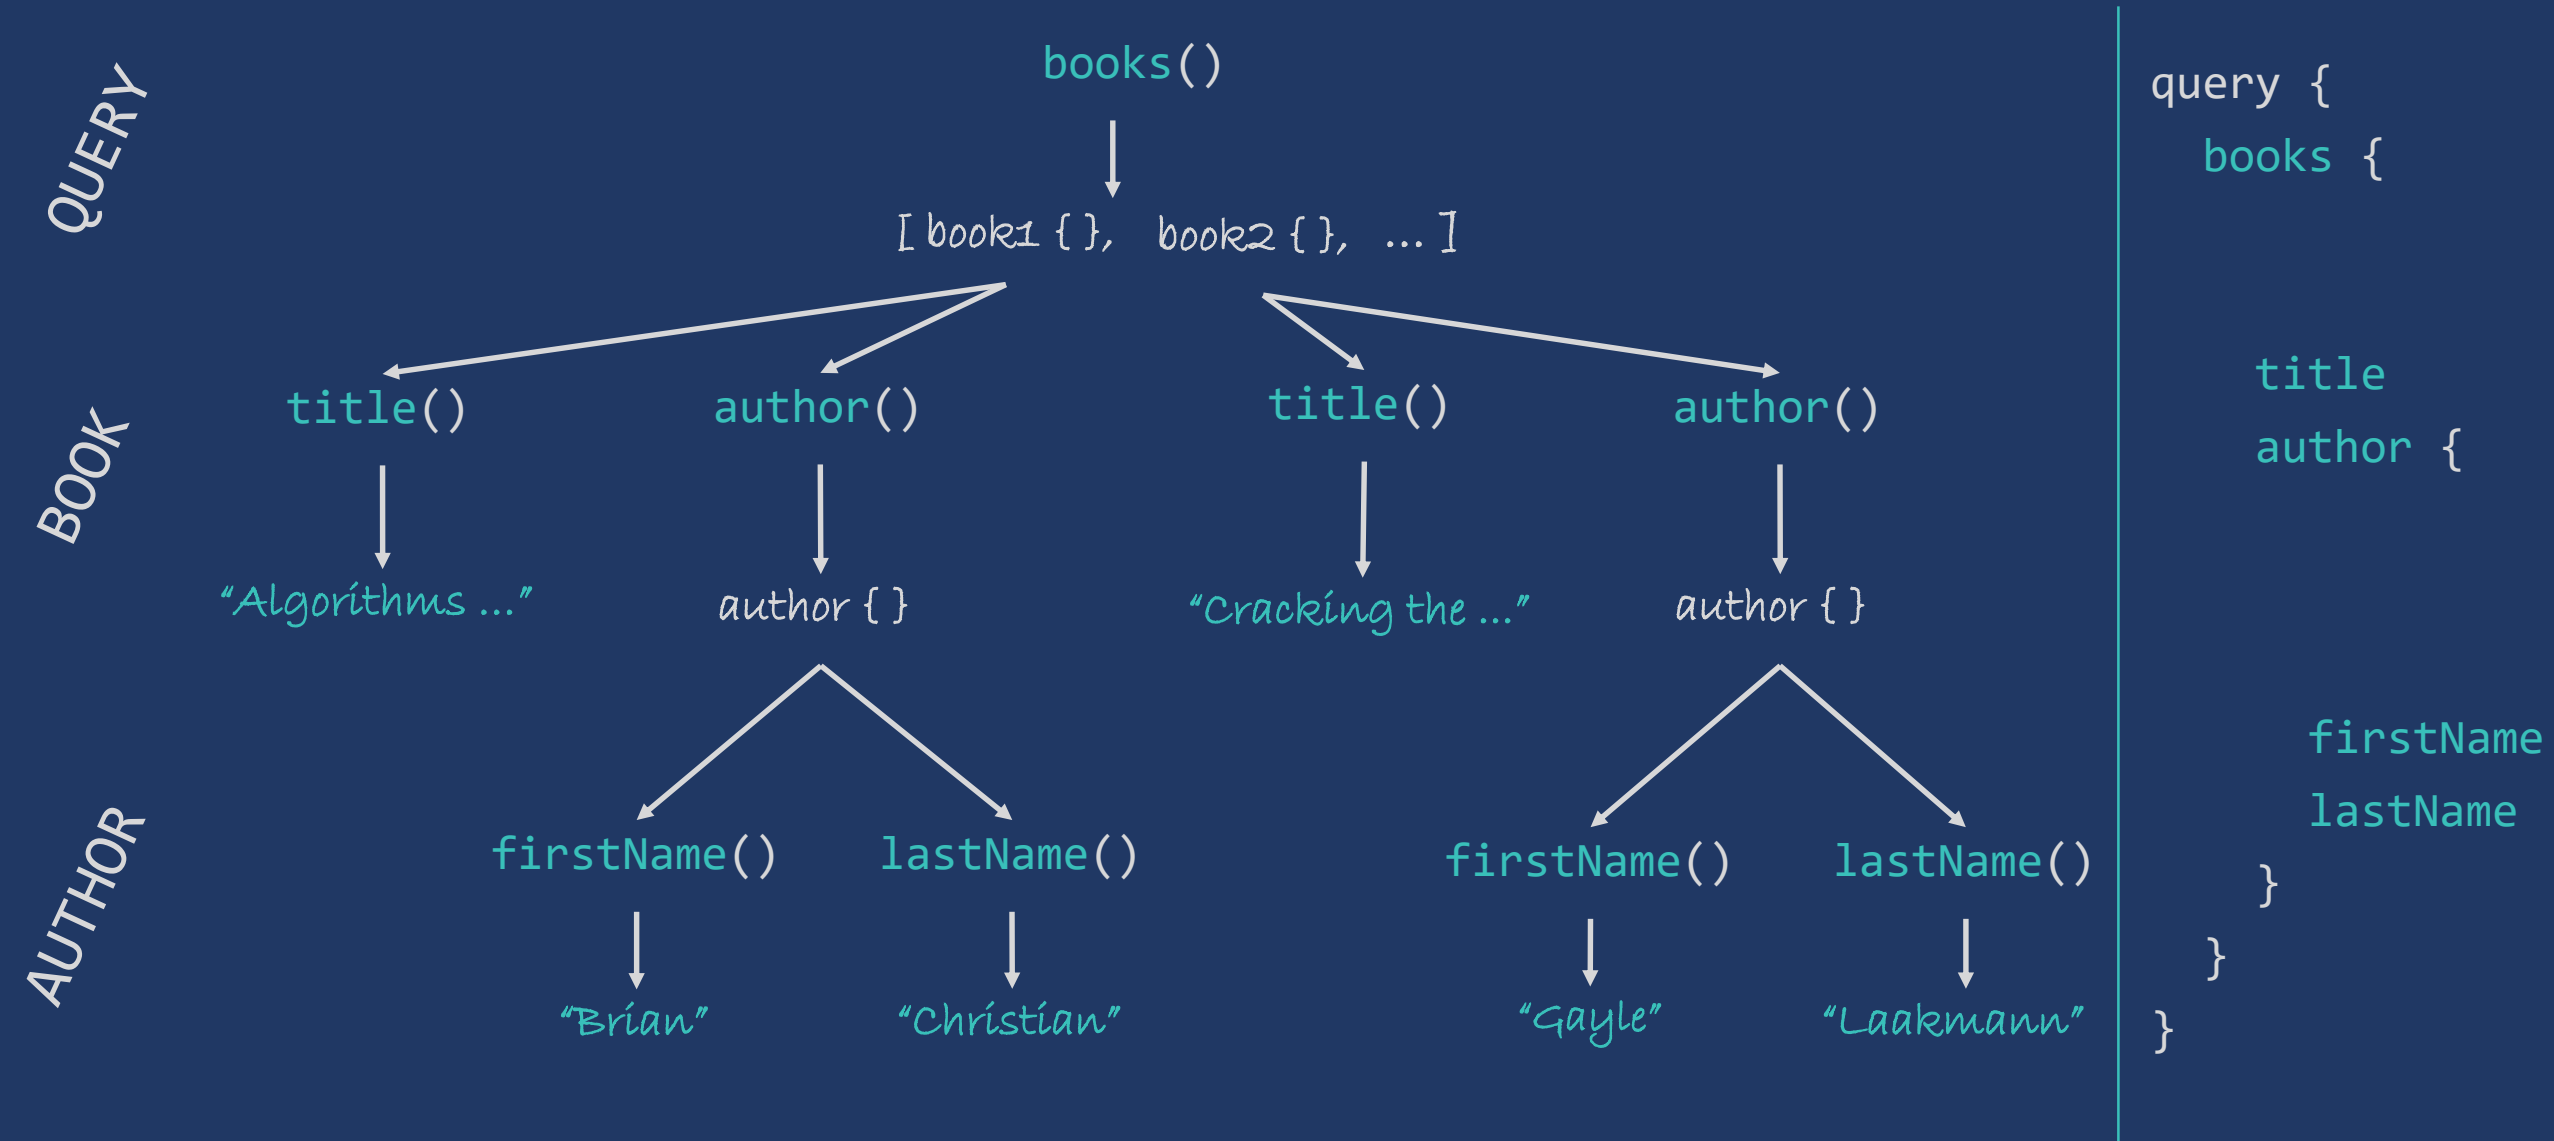 QUERY
books()
[ book1 { }, book2 { }, ... ]
BOOK
title() author() title() author()
“Algorithms ...” author { } “Cracking the ...” author { }
AUTHOR
firstName() lastName() firstName() lastName()
“Brian” “Christian” “Gayle” “Laakmann”
query {
books {
title
author {
firstName
lastName
}
}
}